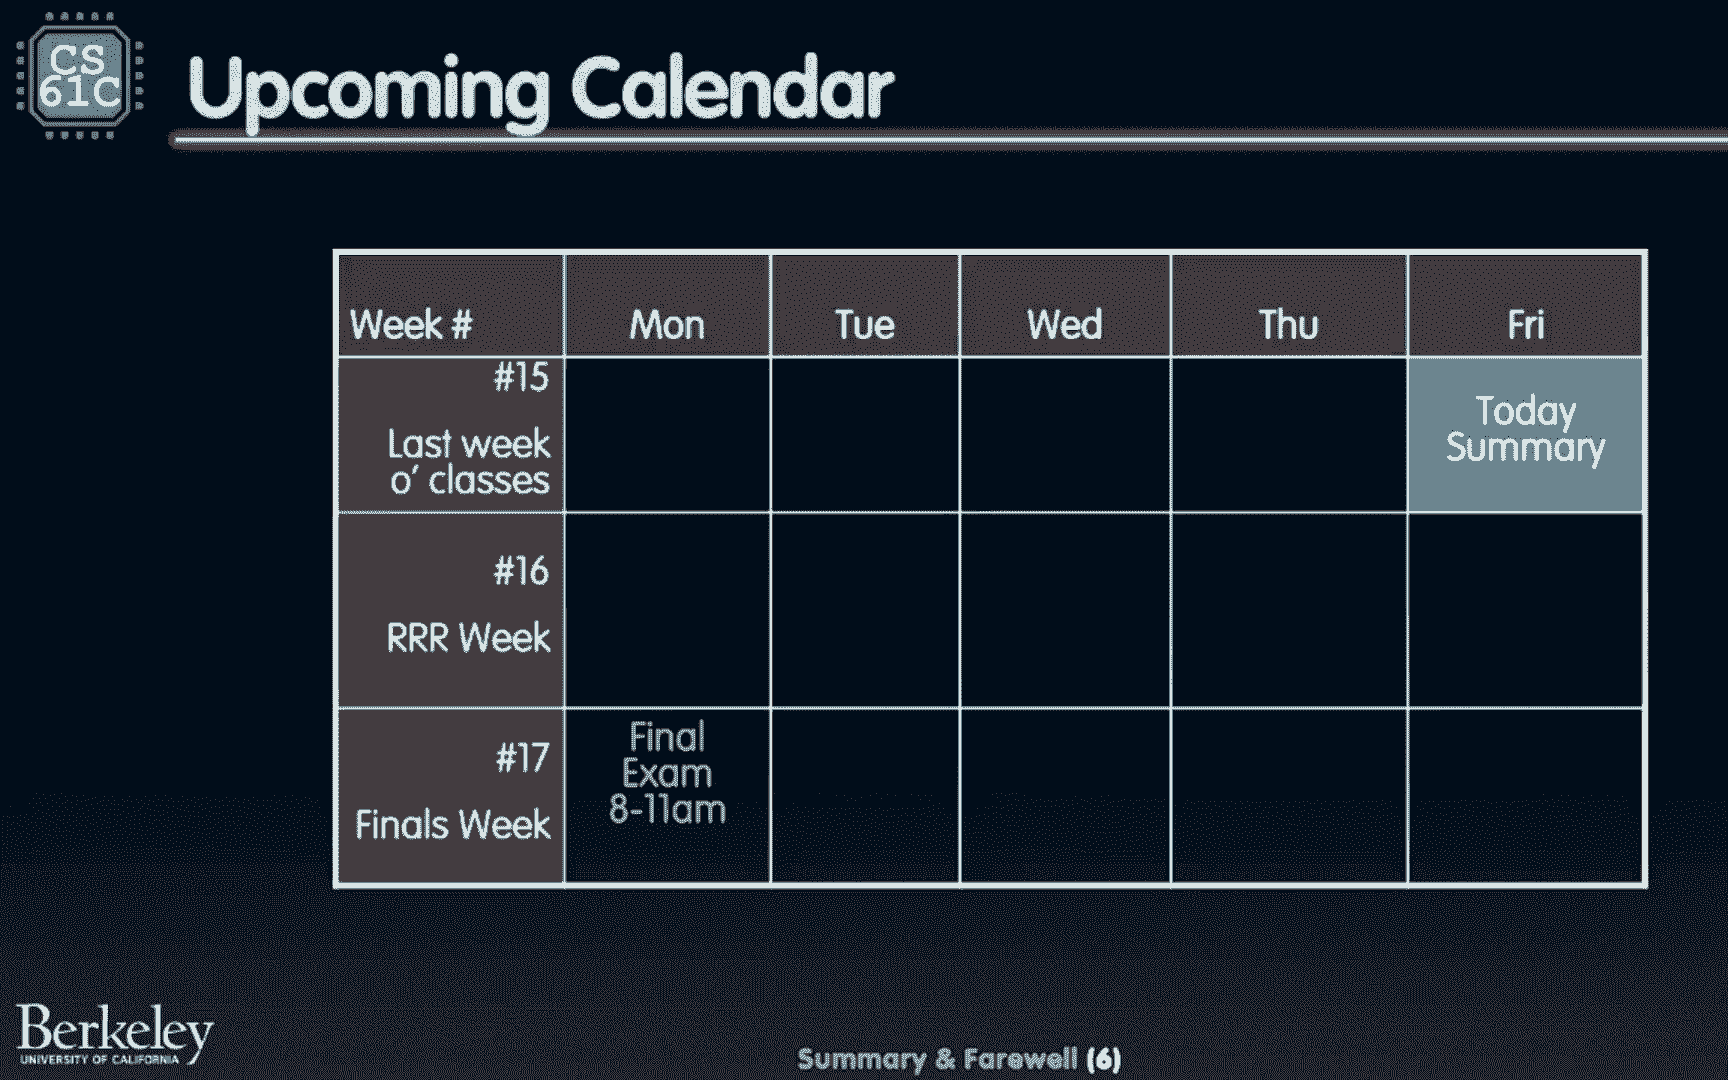 CS
61C
Upcoming Calendar
Week #
Mon
Tue
Wed
Thu
Fri
#15
Last week
o' classes
Today
Summary
#16
RRR Week
#17
Finals Week
Final
Exam
8-11am
Berkeley
UNIVERSITY OF CALIFORNIA
Summary & Farewell (6)